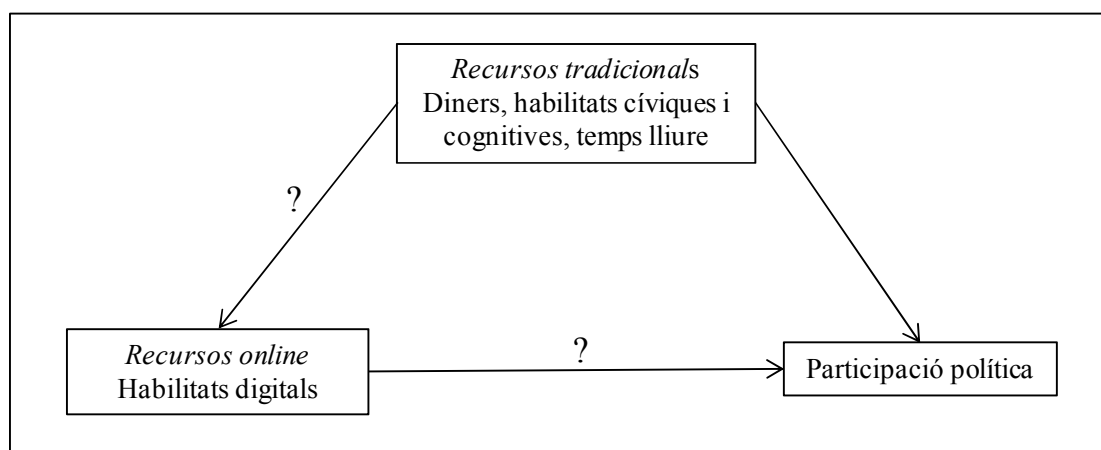 Recursos tradicionals
Diners, habilitats cíviques i
cognitives, temps lliure
?
Recursos online
Habilitats digitals
?
Participació política